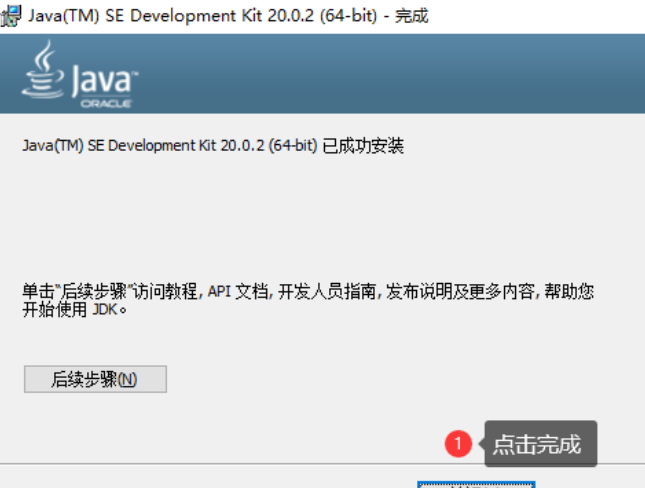 Java(TM) SE Development Kit 20.0.2 (64-bit) - 完成
Java™
ORACLE
Java(TM) SE Development Kit 20.0.2 (64-bit) 已成功安装
单击"后续步骤"访问教程, API 文档, 开发人员指南, 发布说明及更多内容, 帮助您
开始使用 JDK。
后续步骤(N)
1 点击完成